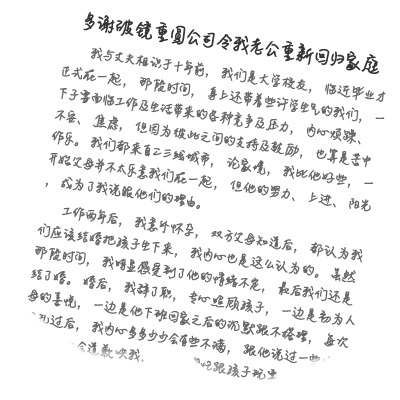 多谢破镜重圆公司令我老公重新回归家庭
我与丈夫相识于十年前，我们是大学校友，临近毕业才
正式在一起，那段时间，身上还带着些许学生气的我们，一
下子要面临工作及生活带来的各种竞争及压力，内心烦躁、
不安、焦虑，但因为彼此之间的支持及鼓励，也算是苦中
作乐。我们都来自二三线城市，论家境，我比他好些，一
开始父母并不太乐意我们在一起，但他的努力、上进、阳光
，成为了我说服他们的理由。
工作两年后，我意外怀孕，双方父母知道后，都认为我
们应该结婚把孩子生下来，我内心也是这么认为的。虽然
那段时间，我明显感受到了他的情绪不定，最后我们还是
结了婚。婚后，我辞了职，专心照顾孩子，一边是初为人
母的喜悦，一边是他下班回家之后的沉默跟不搭理，每次
过后，我内心多多少少会有些不满，跟他说过一些
会道歉哄我，跟孩子玩耍